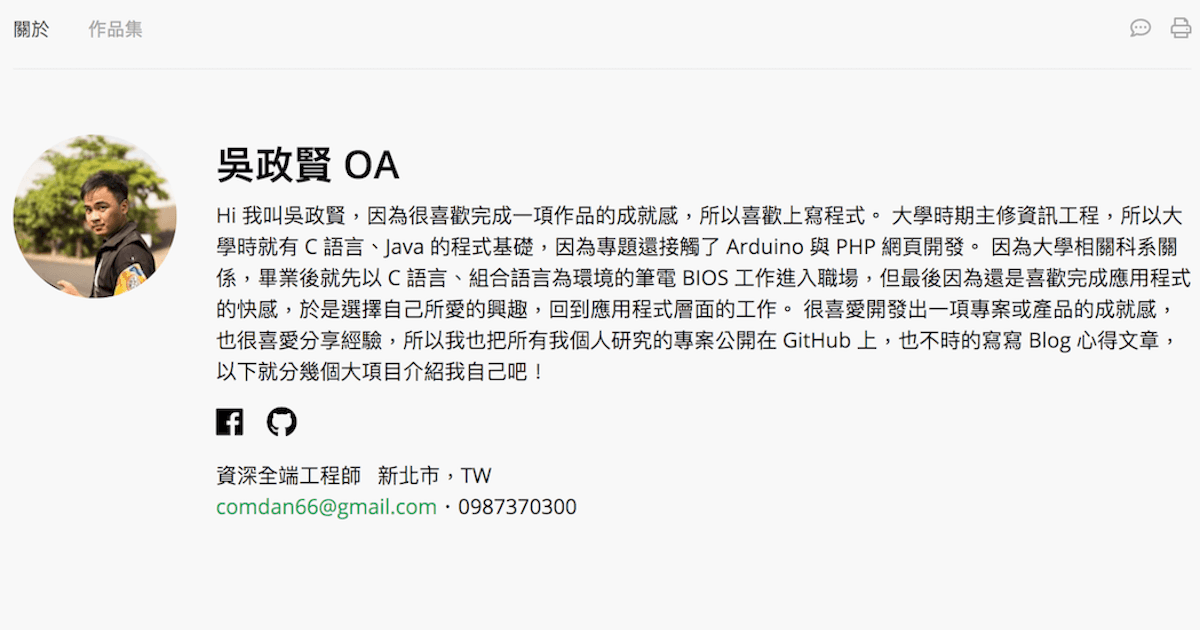 關於 作品集
吳政賢 OA
Hi 我叫吳政賢，因為很喜歡完成一項作品的成就感，所以喜歡上寫程式。 大學時期主修資訊工程，所以大
學時就有 C 語言、Java 的程式基礎，因為專題還接觸了 Arduino 與 PHP 網頁開發。 因為大學相關科系關
係，畢業後就先以 C 語言、組合語言為環境的筆電 BIOS 工作進入職場，但最後因為還是喜歡完成應用程式
的快感，於是選擇自己所愛的興趣，回到應用程式層面的工作。 很喜愛開發出一項專案或產品的成就感，
也很喜愛分享經驗，所以我也把所有我個人研究的專案公開在 GitHub 上，也不時的寫寫 Blog 心得文章，
以下就分幾個大項目介紹我自己吧！
資深全端工程師 新北市，TW
comdan66@gmail.com・0987370300